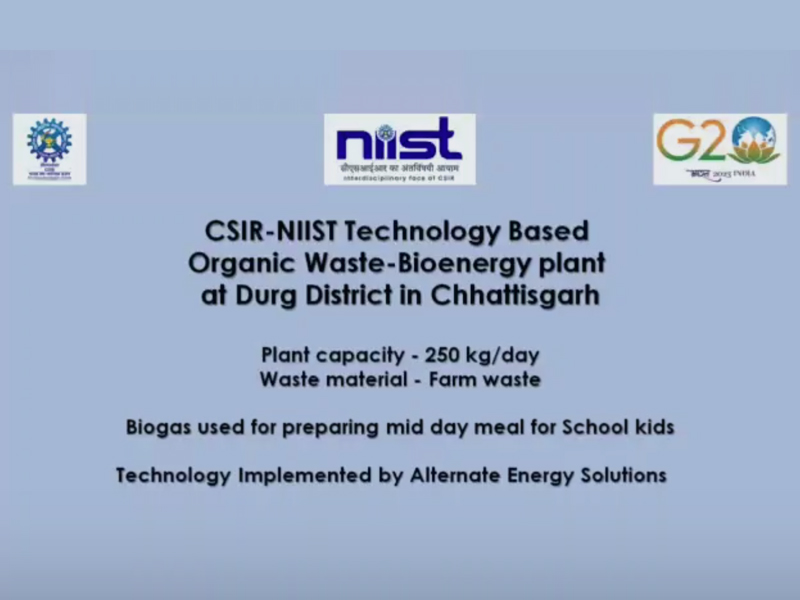 niist
सीएसआईआर का अंतर्विषयी आयाम
Interdisciplinary face of CSIR
G20
2023 INDIA
CSIR-NIIST Technology Based
Organic Waste-Bioenergy plant
at Durg District in Chhattisgarh
Plant capacity - 250 kg/day
Waste material - Farm waste
Biogas used for preparing mid day meal for School kids
Technology Implemented by Alternate Energy Solutions